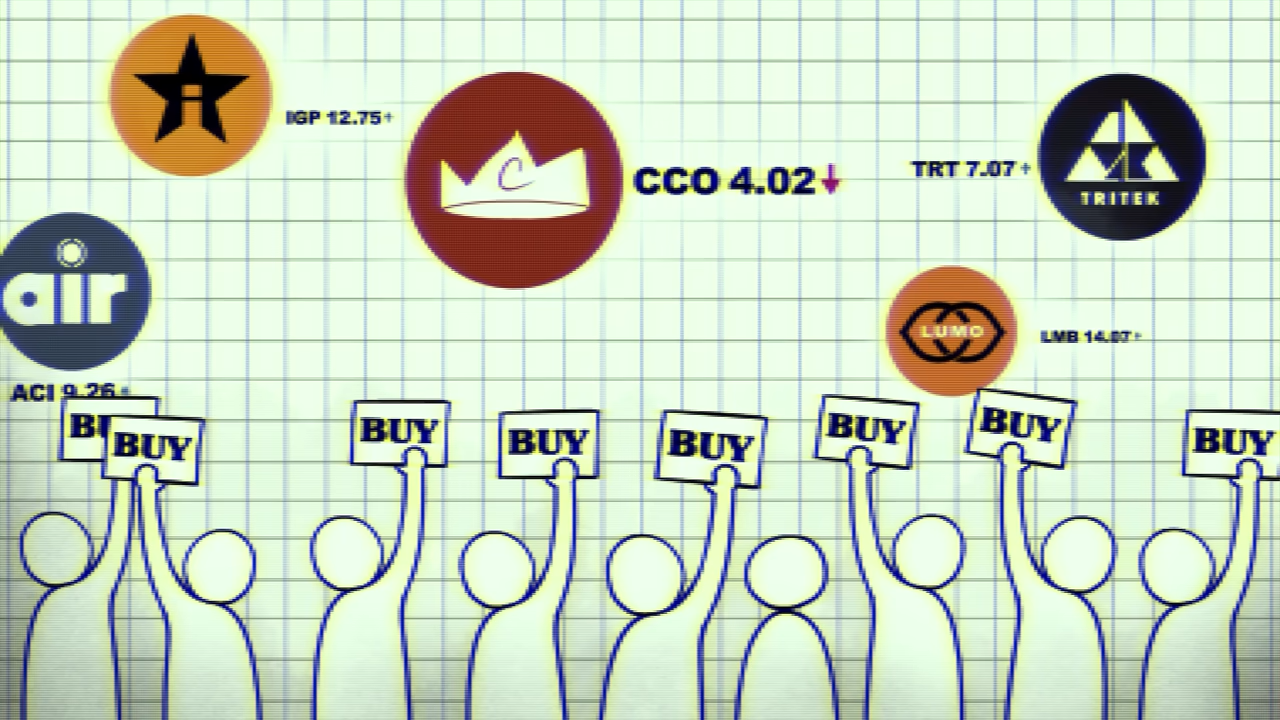 IGP 12.75+
C
CCO 4.02
TRT 7.07+
TRITEK
air
LUMO
LMB 14.07+
ACI 9.26+
BUY
BUY
BUY
BUY
BUY
BUY
BUY
BUY